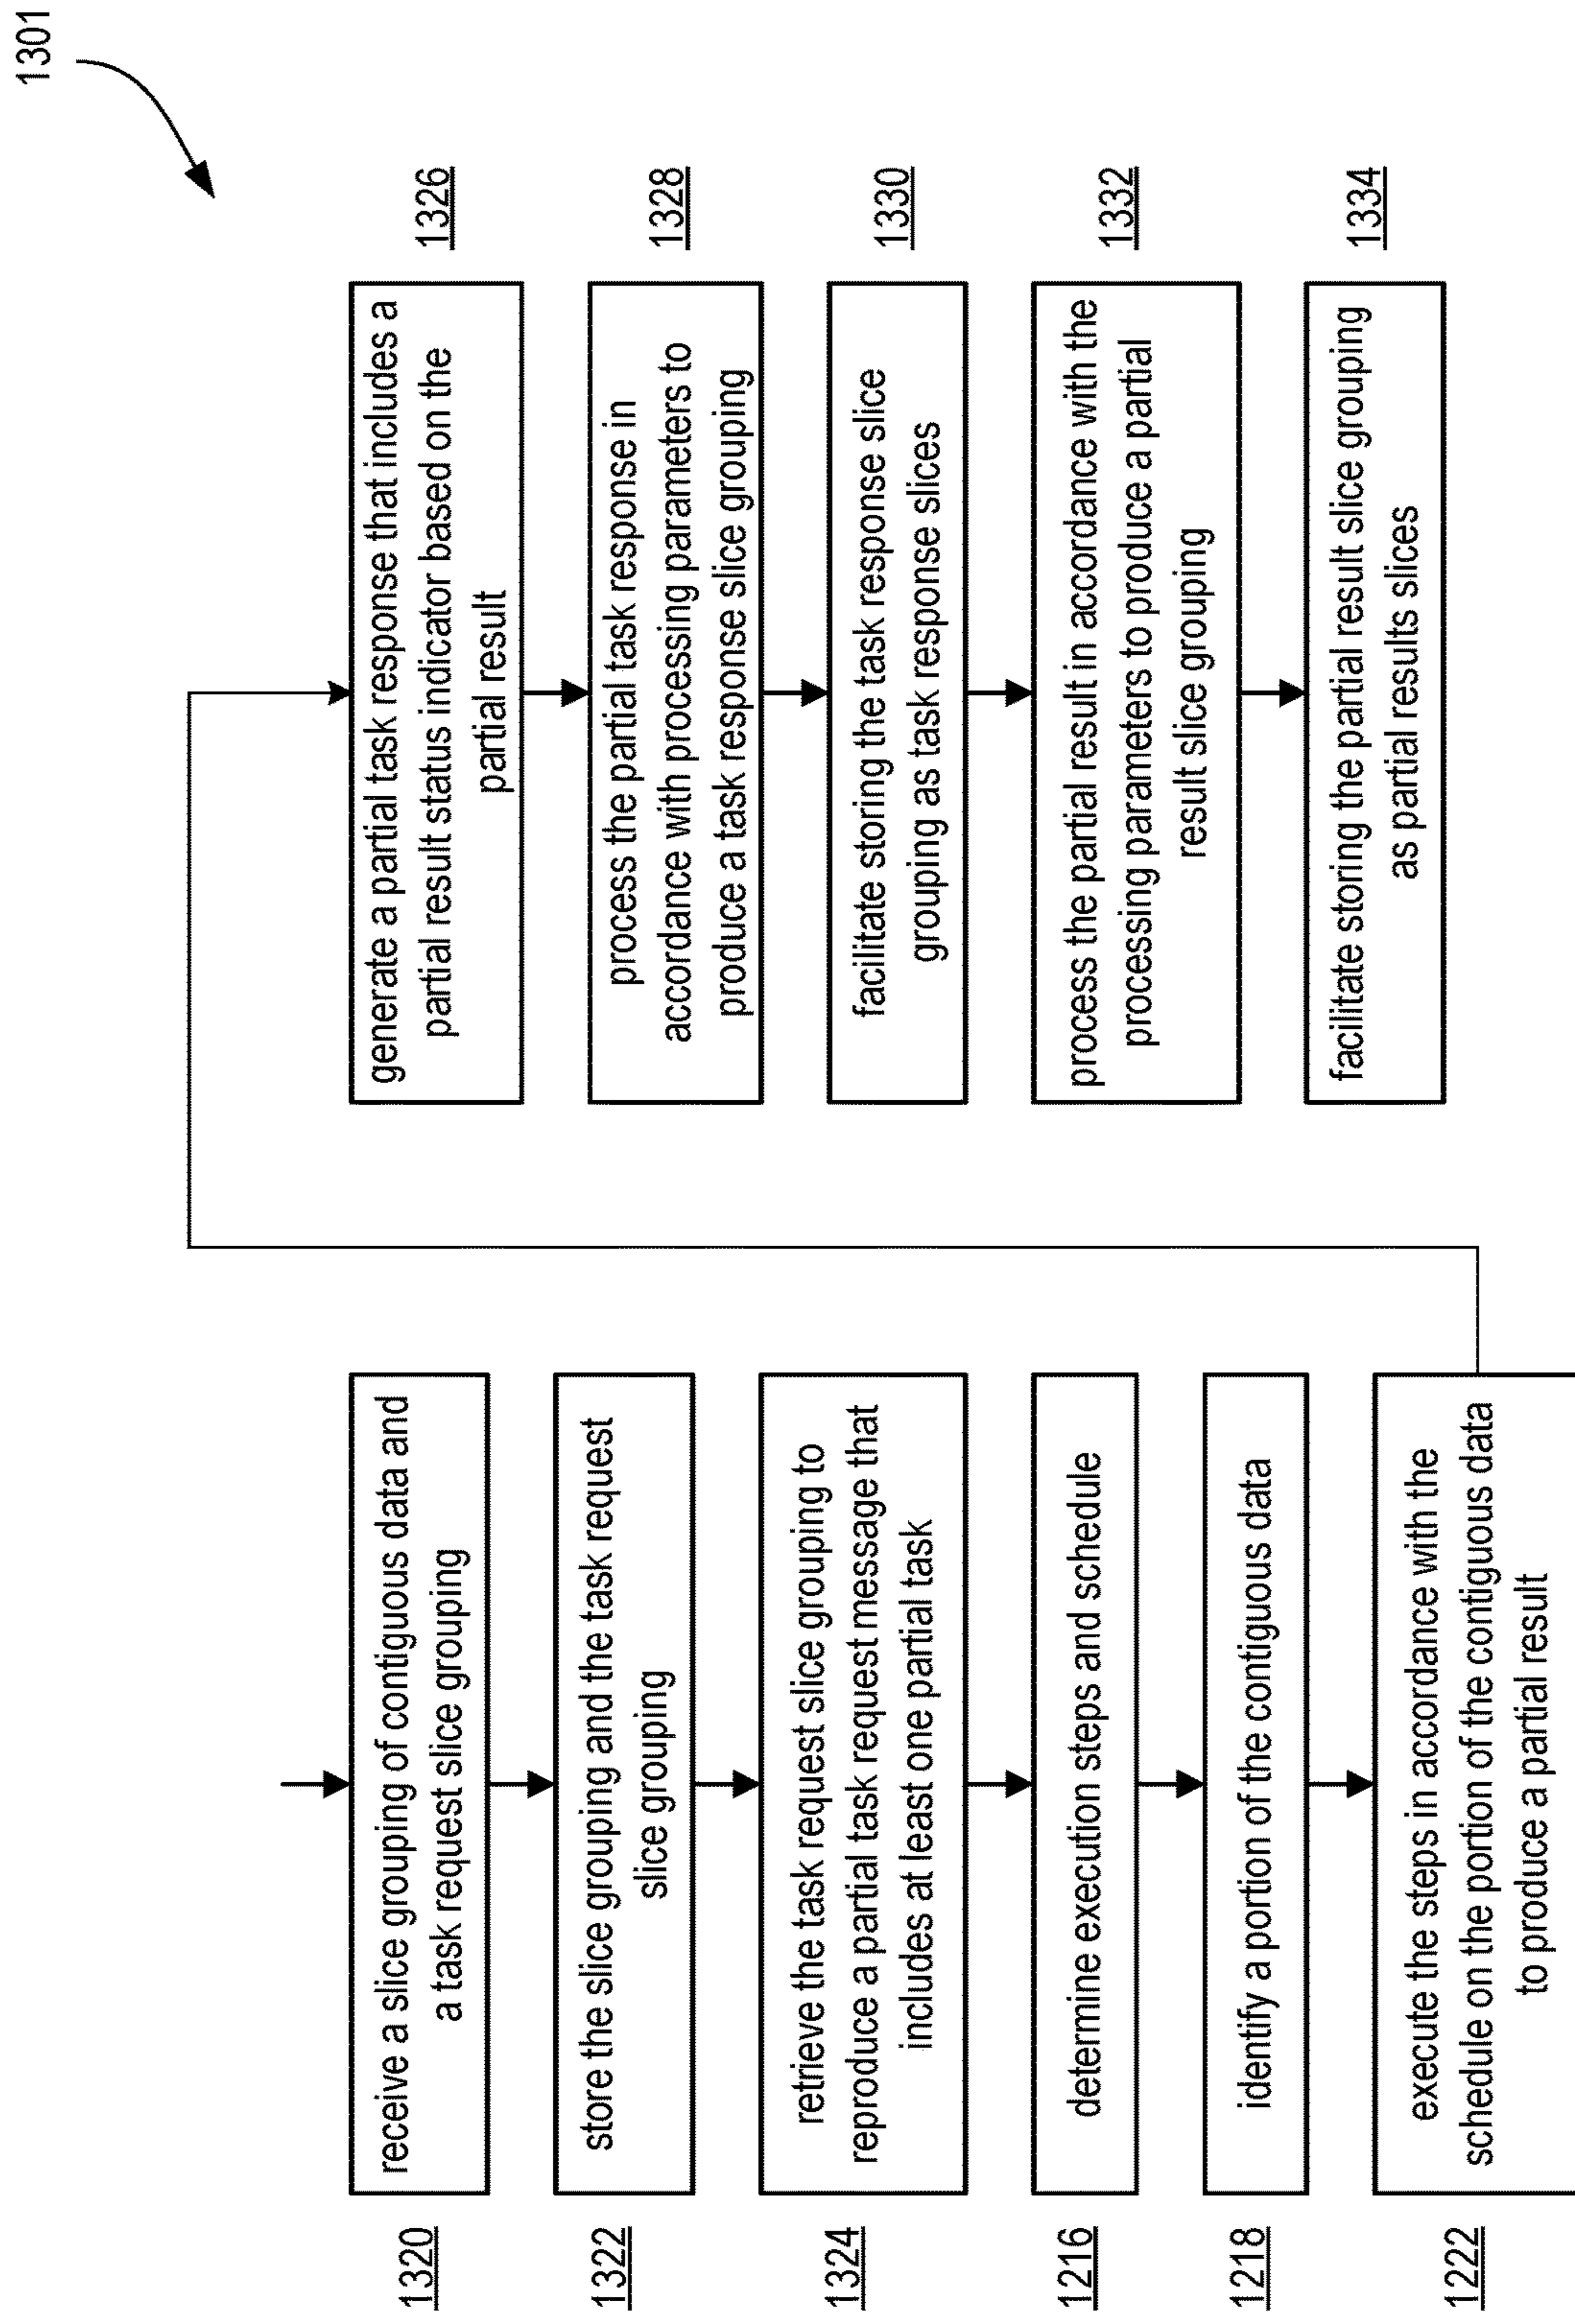 1301
1320
receive a slice grouping of contiguous data and
a task request slice grouping
1322
store the slice grouping and the task request
slice grouping
1324
retrieve the task request slice grouping to
reproduce a partial task request message that
includes at least one partial task
1216
determine execution steps and schedule
1218
identify a portion of the contiguous data
1222
execute the steps in accordance with the
schedule on the portion of the contiguous data
to produce a partial result
generate a partial task response that includes a
partial result status indicator based on the
partial result
1326
process the partial task response in
accordance with processing parameters to
produce a task response slice grouping
1328
facilitate storing the task response slice
grouping as task response slices
1330
process the partial result in accordance with the
processing parameters to produce a partial
result slice grouping
1332
facilitate storing the partial result slice grouping
as partial results slices
1334